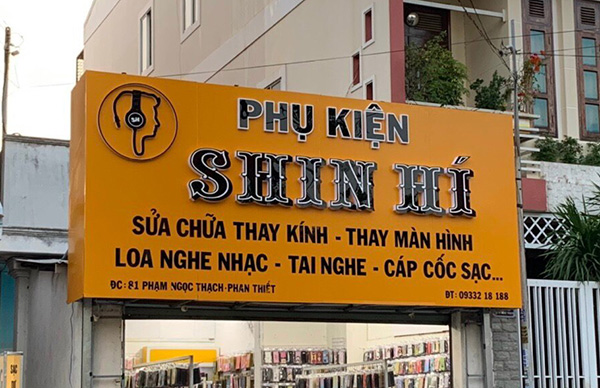 PHỤ KIỆN
SHIN HÍ
SỬA CHỮA THAY KÍNH - THAY MÀN HÌNH
LOA NGHE NHẠC - TAI NGHE - CÁP CỐC SẠC...
ĐC: 81 PHẠM NGỌC THẠCH-PHAN THIẾT
ĐT: 09332 18 188